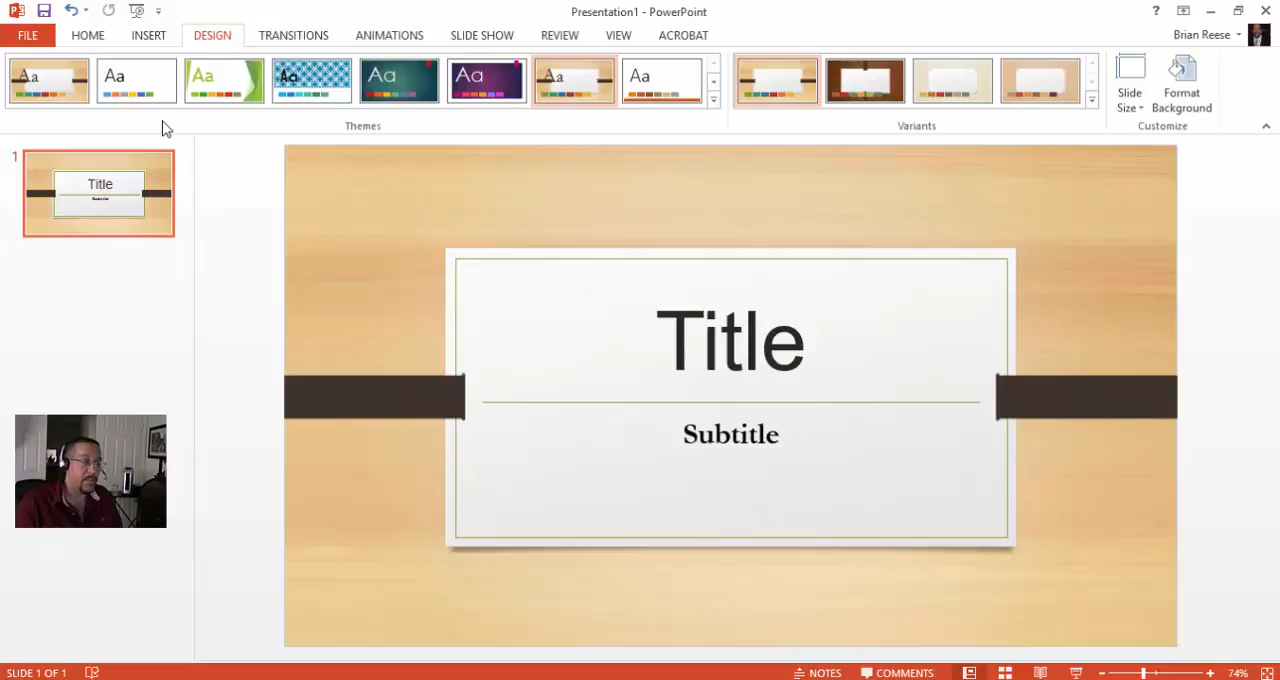 Presentation1 - PowerPoint
?
FILE HOME INSERT DESIGN TRANSITIONS ANIMATIONS SLIDE SHOW REVIEW VIEW ACROBAT Brian Reese
Aa Aa Aa Aa Aa Aa Aa Aa
Slide Size
Format Background
Themes Variants Customize
1
Title
Subtitle
Title
Subtitle
SLIDE 1 OF 1 NOTES COMMENTS 74%